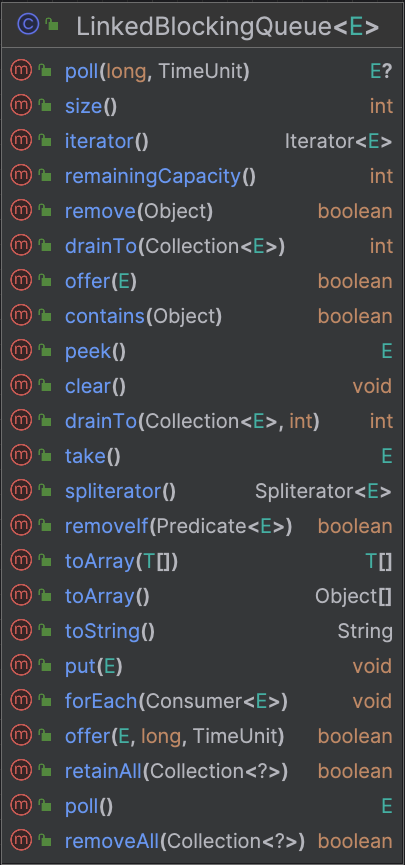 C LinkedBlockingQueue<E>
m poll(long, TimeUnit) E?
m size() int
m iterator() Iterator<E>
m remainingCapacity() int
m remove(Object) boolean
m drainTo(Collection<E>) int
m offer(E) boolean
m contains(Object) boolean
m peek() E
m clear() void
m drainTo(Collection<E>, int) int
m take() E
m spliterator() Spliterator<E>
m removeIf(Predicate<E>) boolean
m toArray(T[]) T[]
m toArray() Object[]
m toString() String
m put(E) void
m forEach(Consumer<E>) void
m offer(E, long, TimeUnit) boolean
m retainAll(Collection<?>) boolean
m poll() E
m removeAll(Collection<?>) boolean